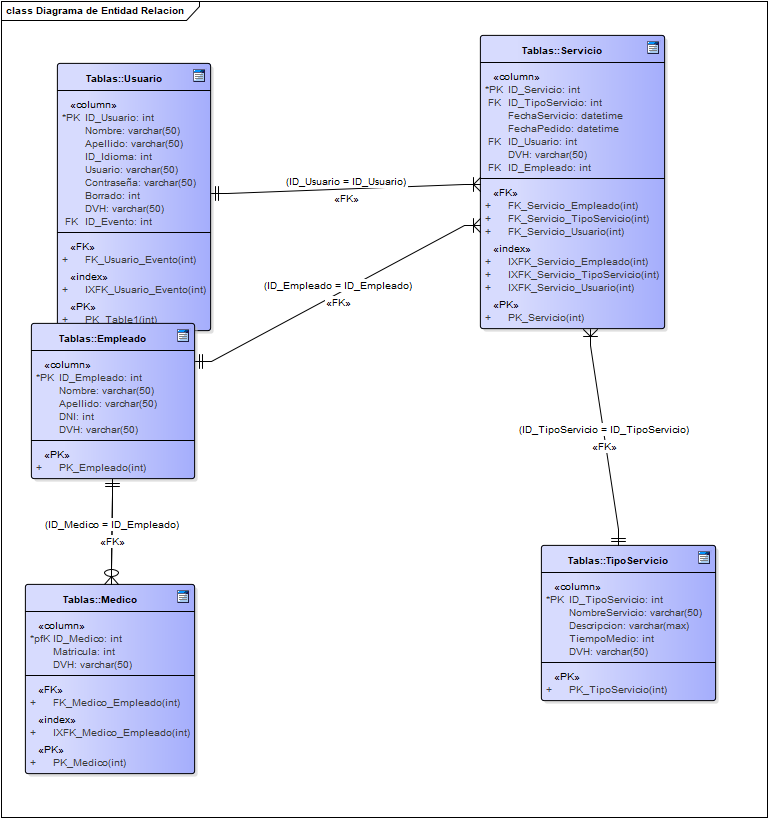 class Diagrama de Entidad Relacion
Tablas::Usuario
«column»
*PK ID_Usuario: int
Nombre: varchar(50)
Apellido: varchar(50)
ID_Idioma: int
Usuario: varchar(50)
Contraseña: varchar(50)
Borrado: int
DVH: varchar(50)
FK ID_Evento: int
«FK»
+ FK_Usuario_Evento(int)
«index»
+ IXFK_Usuario_Evento(int)
«PK»
+ PK_Table1(int)
Tablas::Servicio
«column»
*PK ID_Servicio: int
FK ID_TipoServicio: int
FechaServicio: datetime
FechaPedido: datetime
FK ID_Usuario: int
DVH: varchar(50)
FK ID_Empleado: int
«FK»
+ FK_Servicio_Empleado(int)
+ FK_Servicio_TipoServicio(int)
+ FK_Servicio_Usuario(int)
«index»
+ IXFK_Servicio_Empleado(int)
+ IXFK_Servicio_TipoServicio(int)
+ IXFK_Servicio_Usuario(int)
«PK»
+ PK_Servicio(int)
(ID_Usuario = ID_Usuario)
«FK»
(ID_Empleado = ID_Empleado)
«FK»
Tablas::Empleado
«column»
*PK ID_Empleado: int
Nombre: varchar(50)
Apellido: varchar(50)
DNI: int
DVH: varchar(50)
«PK»
+ PK_Empleado(int)
(ID_TipoServicio = ID_TipoServicio)
«FK»
(ID_Medico = ID_Empleado)
«FK»
Tablas::Medico
«column»
*pfK ID_Medico: int
Matricula: int
DVH: varchar(50)
«FK»
+ FK_Medico_Empleado(int)
«index»
+ IXFK_Medico_Empleado(int)
«PK»
+ PK_Medico(int)
Tablas::TipoServicio
«column»
*PK ID_TipoServicio: int
NombreServicio: varchar(50)
Descripcion: varchar(max)
TiempoMedio: int
DVH: varchar(50)
«PK»
+ PK_TipoServicio(int)